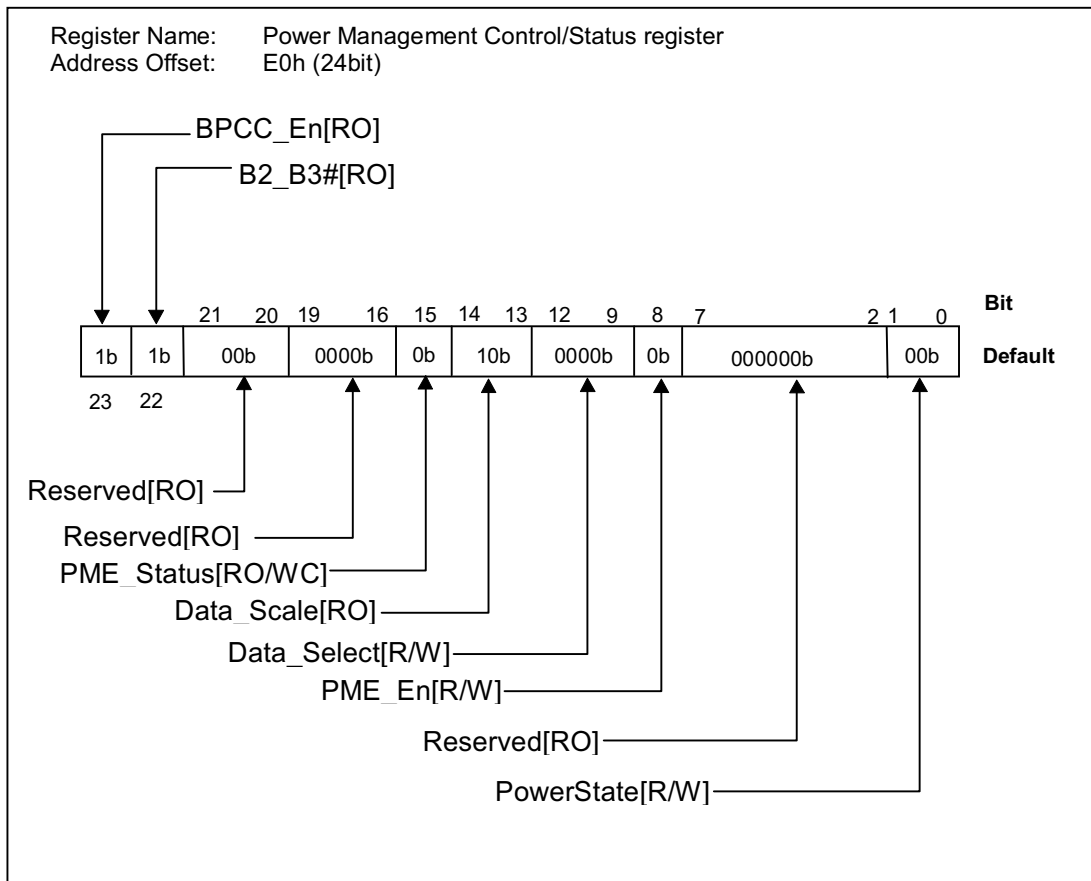 Register Name: Power Management Control/Status register
Address Offset: E0h (24bit)
BPCC_En[RO]
B2_B3#[RO]
21 20 19 16 15 14 13 12 9 8 7 2 1 0 Bit
1b 1b 00b 0000b 0b 10b 0000b 0b 000000b 00b Default
23 22
Reserved[RO]
Reserved[RO]
PME_Status[RO/WC]
Data_Scale[RO]
Data_Select[R/W]
PME_En[R/W]
Reserved[RO]
PowerState[R/W]